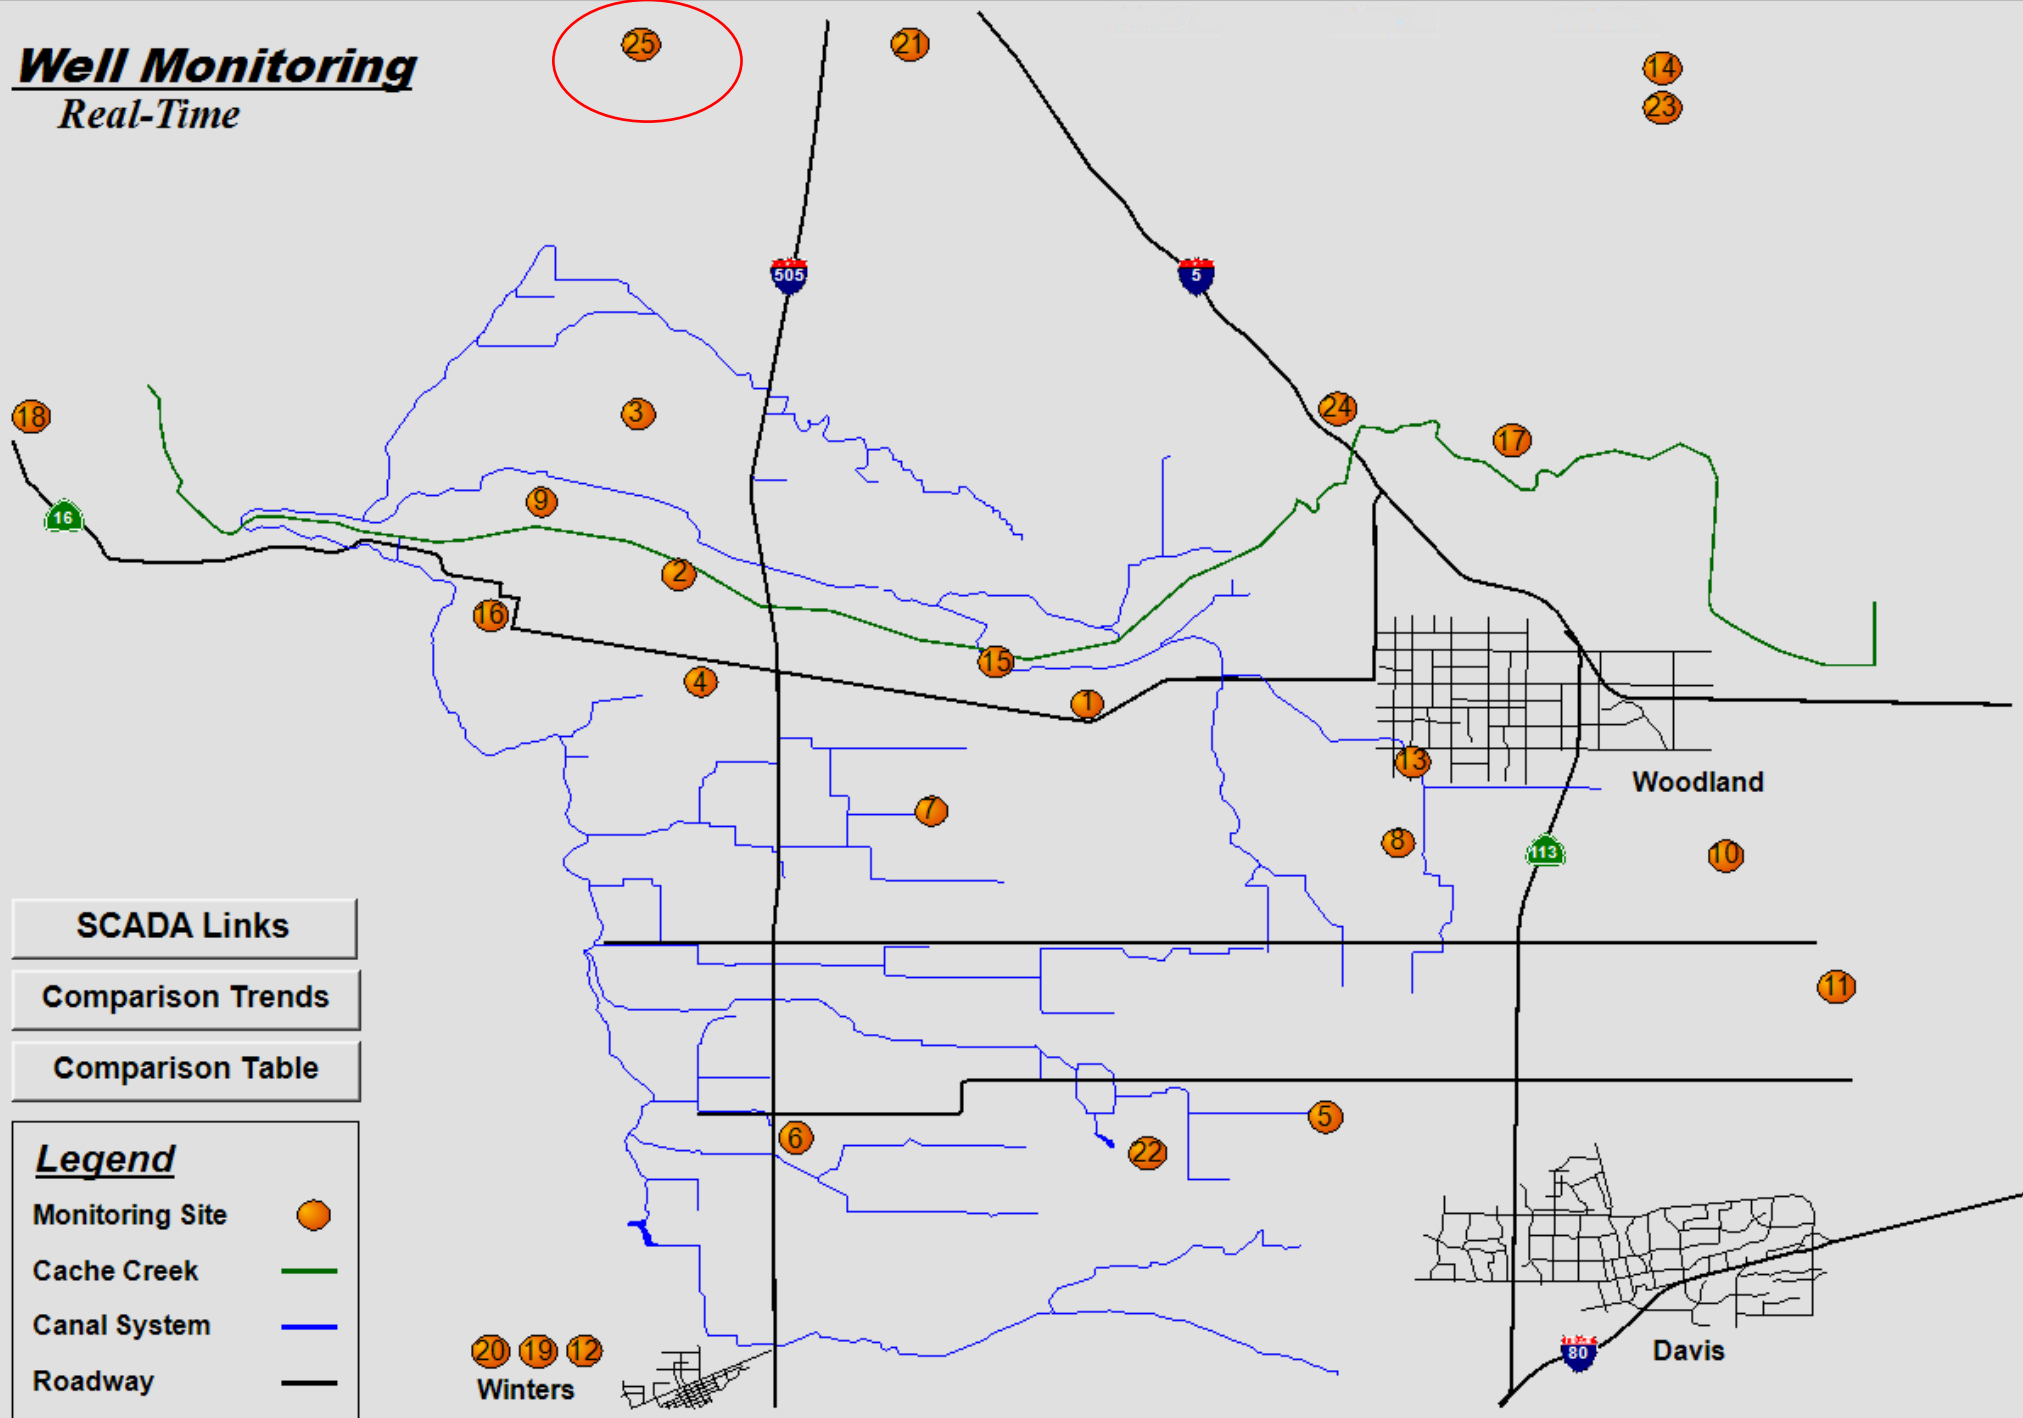 Well Monitoring
Real-Time
25
21
14
23
505
5
18
3
24
17
16
9
2
16
15
4
1
13
Woodland
7
8
113
10
SCADA Links
11
Comparison Trends
Comparison Table
5
6
22
Legend
Monitoring Site
Cache Creek
Canal System
Roadway
20 19 12
Winters
80
Davis